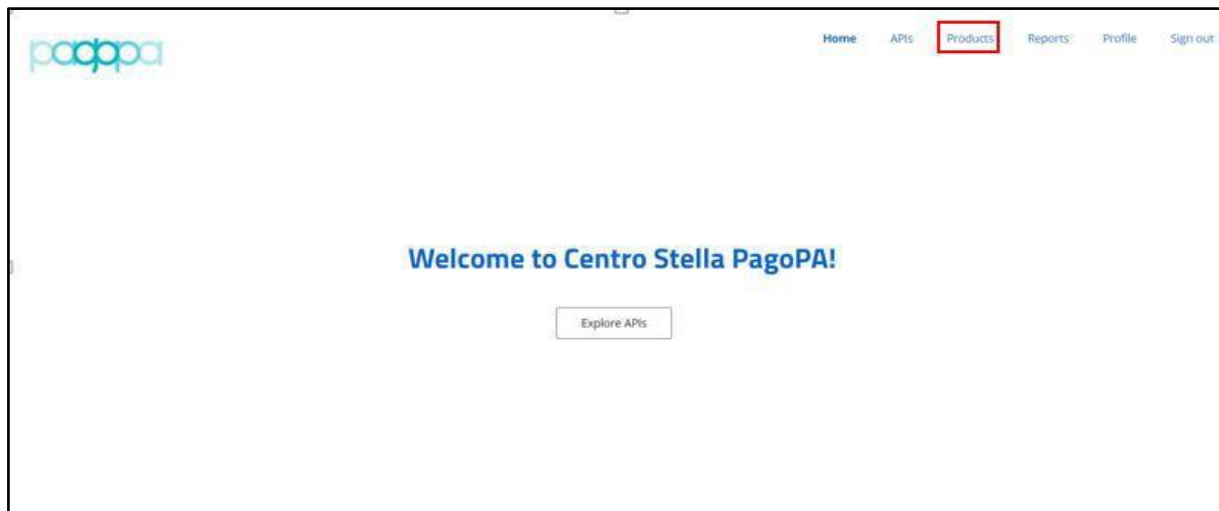 pagopa
Home APIs Products Reports Profile Sign out
Welcome to Centro Stella PagoPA!
Explore APIs